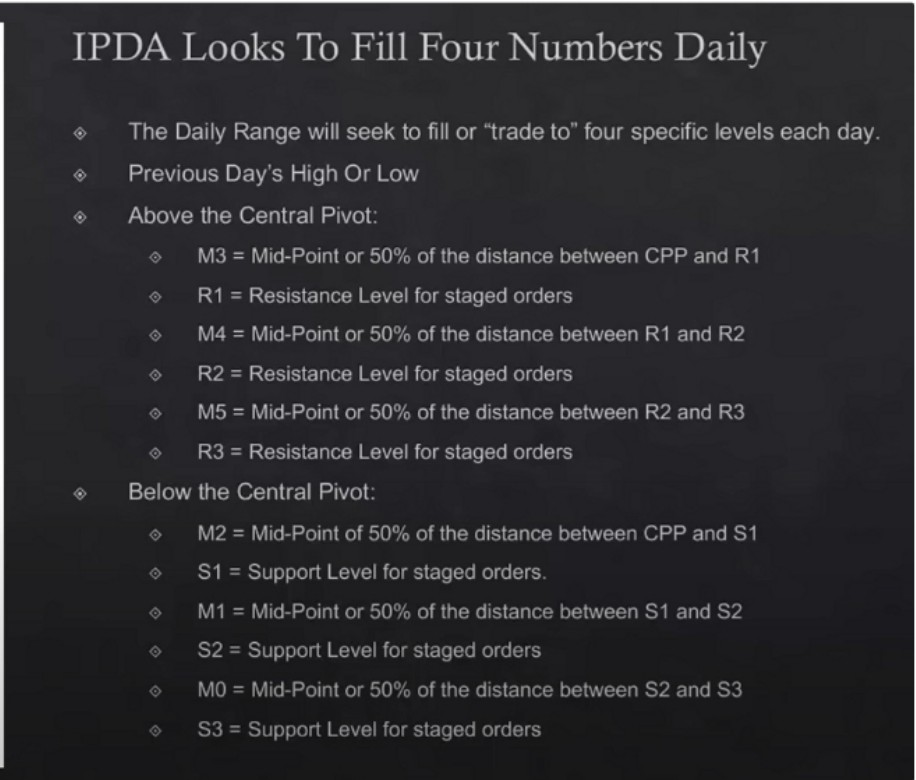 IPDA Looks To Fill Four Numbers Daily
The Daily Range will seek to fill or “trade to” four specific levels each day.
Previous Day’s High Or Low
Above the Central Pivot:
M3 = Mid-Point or 50% of the distance between CPP and R1
R1 = Resistance Level for staged orders
M4 = Mid-Point or 50% of the distance between R1 and R2
R2 = Resistance Level for staged orders
M5 = Mid-Point or 50% of the distance between R2 and R3
R3 = Resistance Level for staged orders
Below the Central Pivot:
M2 = Mid-Point of 50% of the distance between CPP and S1
S1 = Support Level for staged orders.
M1 = Mid-Point or 50% of the distance between S1 and S2
S2 = Support Level for staged orders
M0 = Mid-Point or 50% of the distance between S2 and S3
S3 = Support Level for staged orders